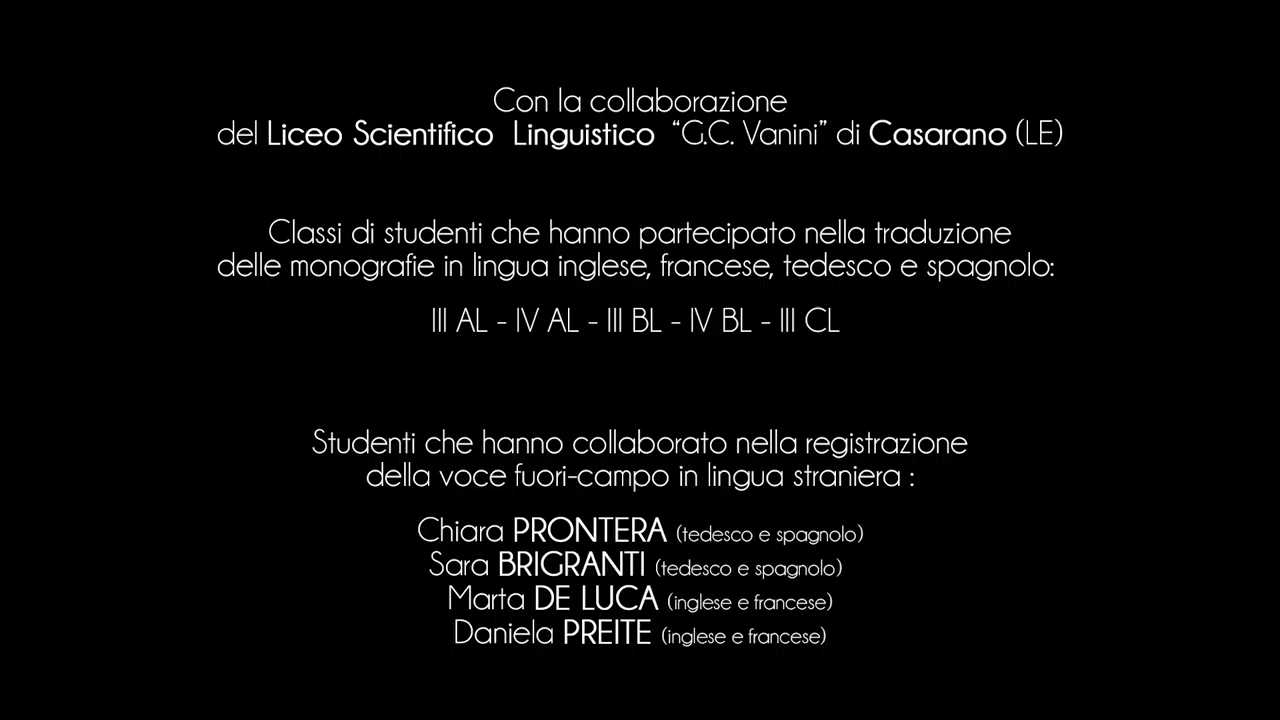 Con la collaborazione
del Liceo Scientifico Linguistico “G.C. Vanini” di Casarano (LE)
Classi di studenti che hanno partecipato nella traduzione
delle monografie in lingua inglese, francese, tedesco e spagnolo:
III AL - IV AL - III BL - IV BL - III CL
Studenti che hanno collaborato nella registrazione
della voce fuori-campo in lingua straniera :
Chiara PRONTERA (tedesco e spagnolo)
Sara BRIGRANTI (tedesco e spagnolo)
Marta DE LUCA (inglese e francese)
Daniela PREITE (inglese e francese)